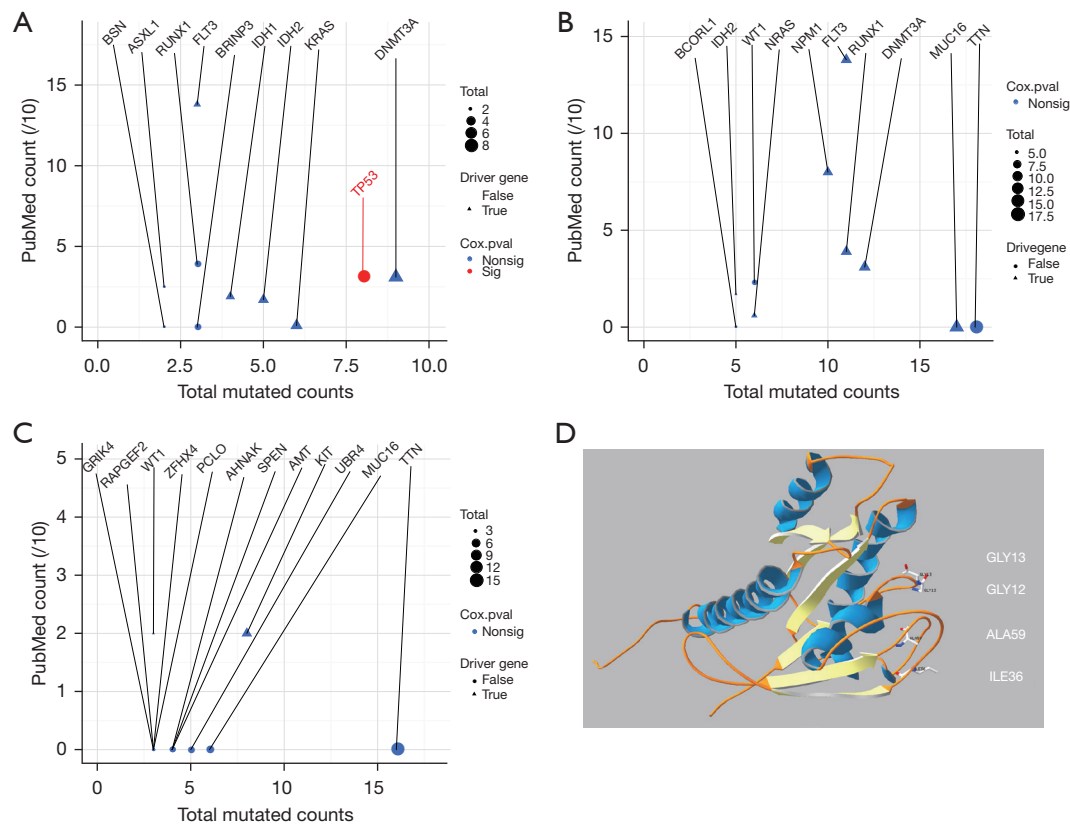 A
BSN
ASXL1
RUNX1
FLT3
BRINP3
IDH1
IDH2
KRAS
DNMT3A
TP53
PubMed count (/10)
15
10
5
0
0.0 2.5 5.0 7.5 10.0
Total mutated counts
Total
2
4
6
8
Driver gene
False
True
Cox.pval
Nonsig
Sig
B
BCORL1
IDH2
WT1
NRAS
NPM1
FLT3
RUNX1
DNMT3A
MUC16
TTN
PubMed count (/10)
15
10
5
0
0 5 10 15
Total mutated counts
Cox.pval
Nonsig
Total
5.0
7.5
10.0
12.5
15.0
17.5
Drivegene
False
True
C
GRIK4
RAPGEF2
WT1
ZFHX4
PCLO
AHNAK
SPEN
AMT
KIT
UBR4
MUC16
TTN
PubMed count (/10)
5
4
3
2
1
0
0 5 10 15
Total mutated counts
Total
3
6
9
12
15
Cox.pval
Nonsig
Driver gene
False
True
D
GLY13
GLY12
ALA59
ILE36